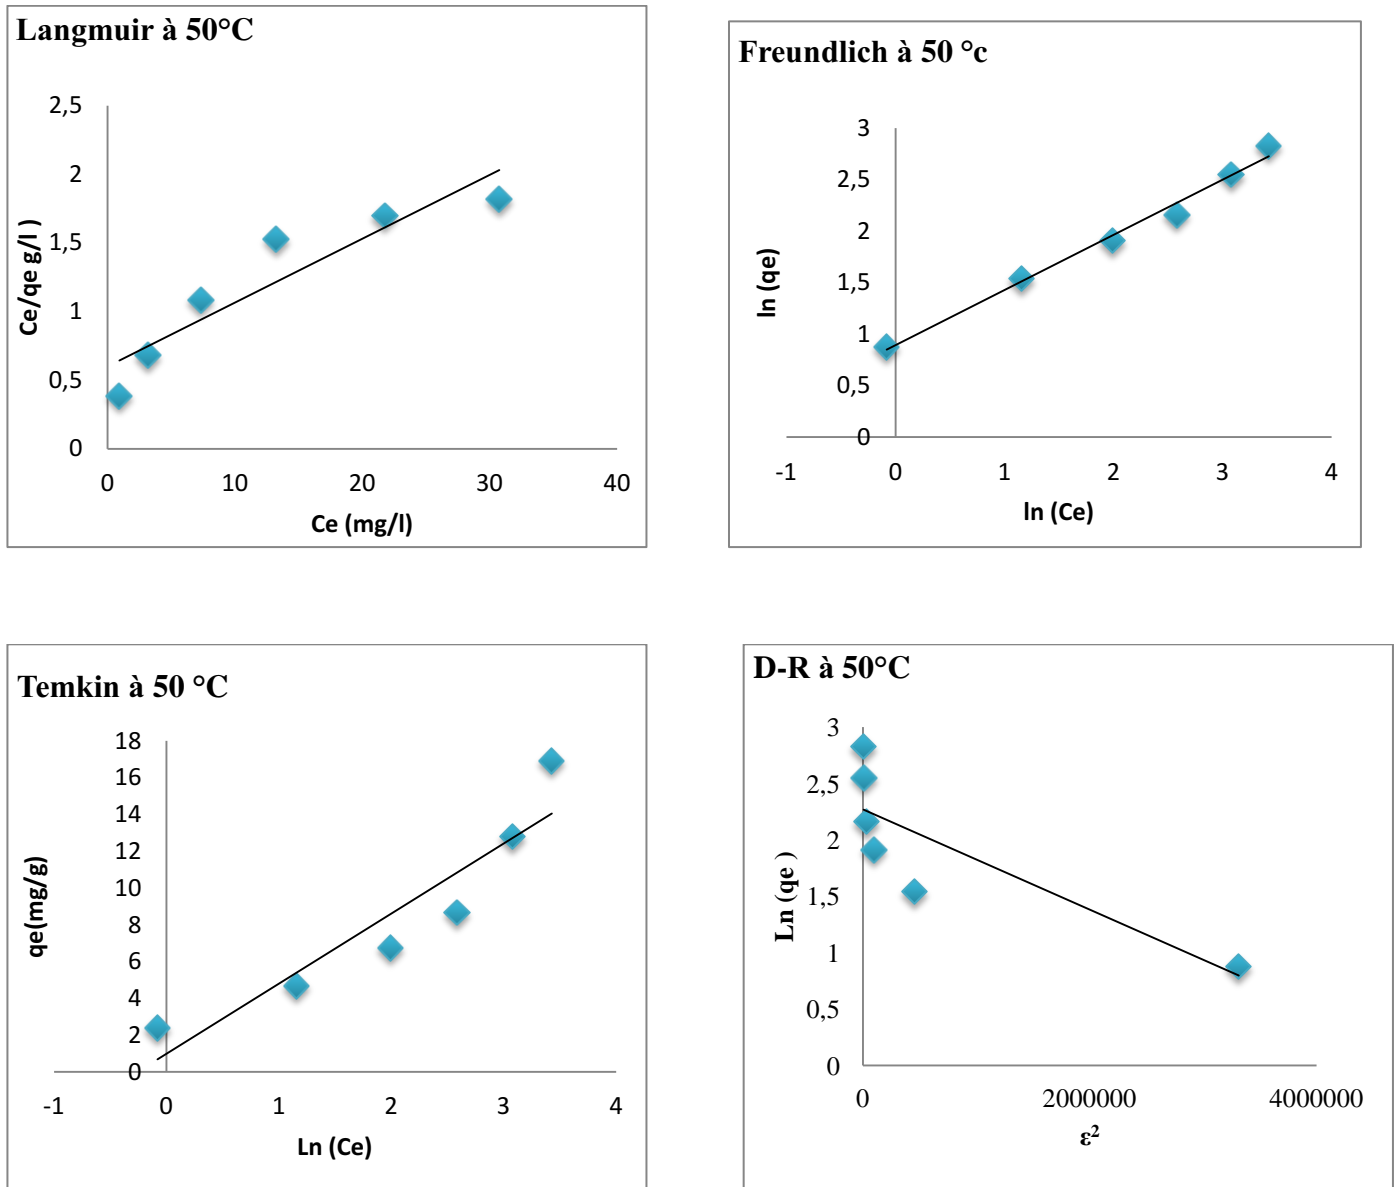 Langmuir à 50°C
2,5
2
1,5
1
0,5
0
Ce/qe g/l )
0 10 20 30 40
Ce (mg/l)
Freundlich à 50 °c
3
2,5
2
1,5
1
0,5
0
ln (qe)
-1 0 1 2 3 4
ln (Ce)
Temkin à 50 °C
18
16
14
12
10
8
6
4
2
0
qe(mg/g)
-1 0 1 2 3 4
Ln (Ce)
D-R à 50°C
3
2,5
2
1,5
1
0,5
0
Ln (qe )
0 2000000 4000000
ε²